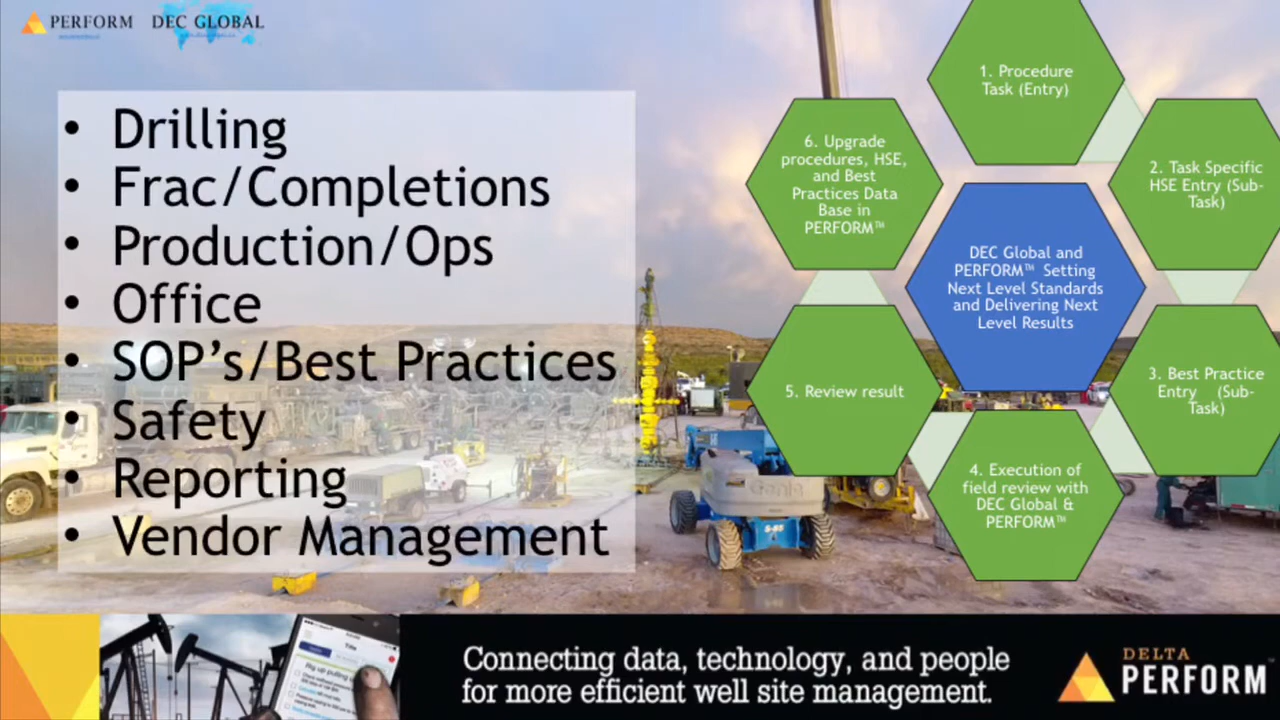 PERFORM
DEC GLOBAL
• Drilling
• Frac/Completions
• Production/Ops
• Office
• SOP’s/Best Practices
• Safety
• Reporting
• Vendor Management
1. Procedure
Task (Entry)
2. Task Specific
HSE Entry (Sub-
Task)
3. Best Practice
Entry (Sub-
Task)
4. Execution of
field review with
DEC Global &
PERFORM™
5. Review result
6. Upgrade
procedures, HSE,
and Best
Practices Data
Base in
PERFORM™
DEC Global and
PERFORM™ Setting
Next Level Standards
and Delivering Next
Level Results
Genie
S-65
Title
Connecting data, technology, and people
for more efficient well site management.
DELTA
PERFORM